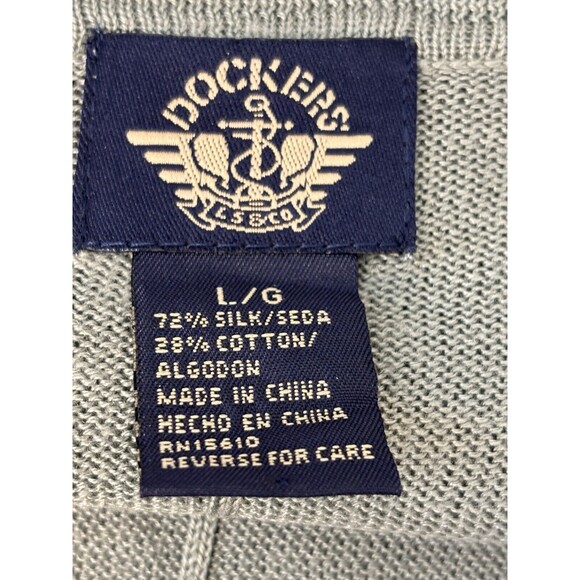 DOCKERS
LS&CO
L/G
72% SILK/SEDA
28% COTTON/
ALGODON
MADE IN CHINA
HECHO EN CHINA
RN15610
REVERSE FOR CARE